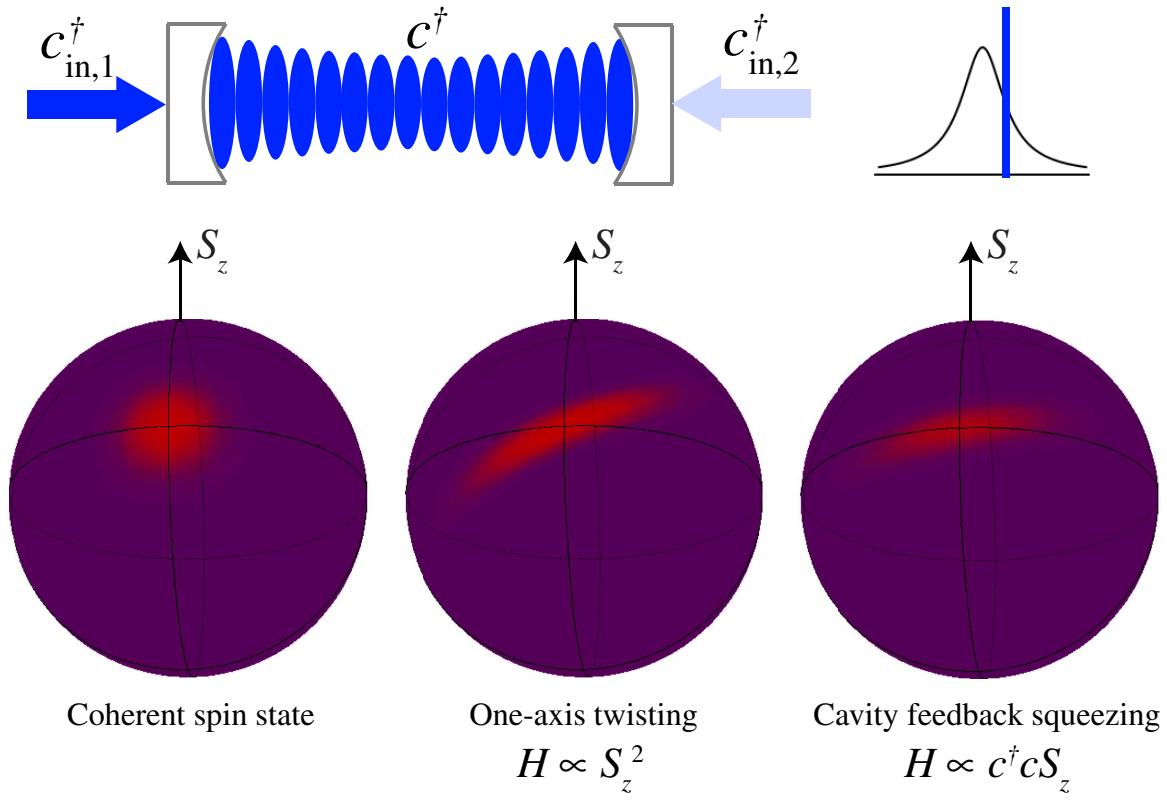 c†in,1 c† c†in,2
Sz Sz Sz
Coherent spin state One-axis twisting Cavity feedback squeezing
H ∝ Sz² H ∝ c†cSz